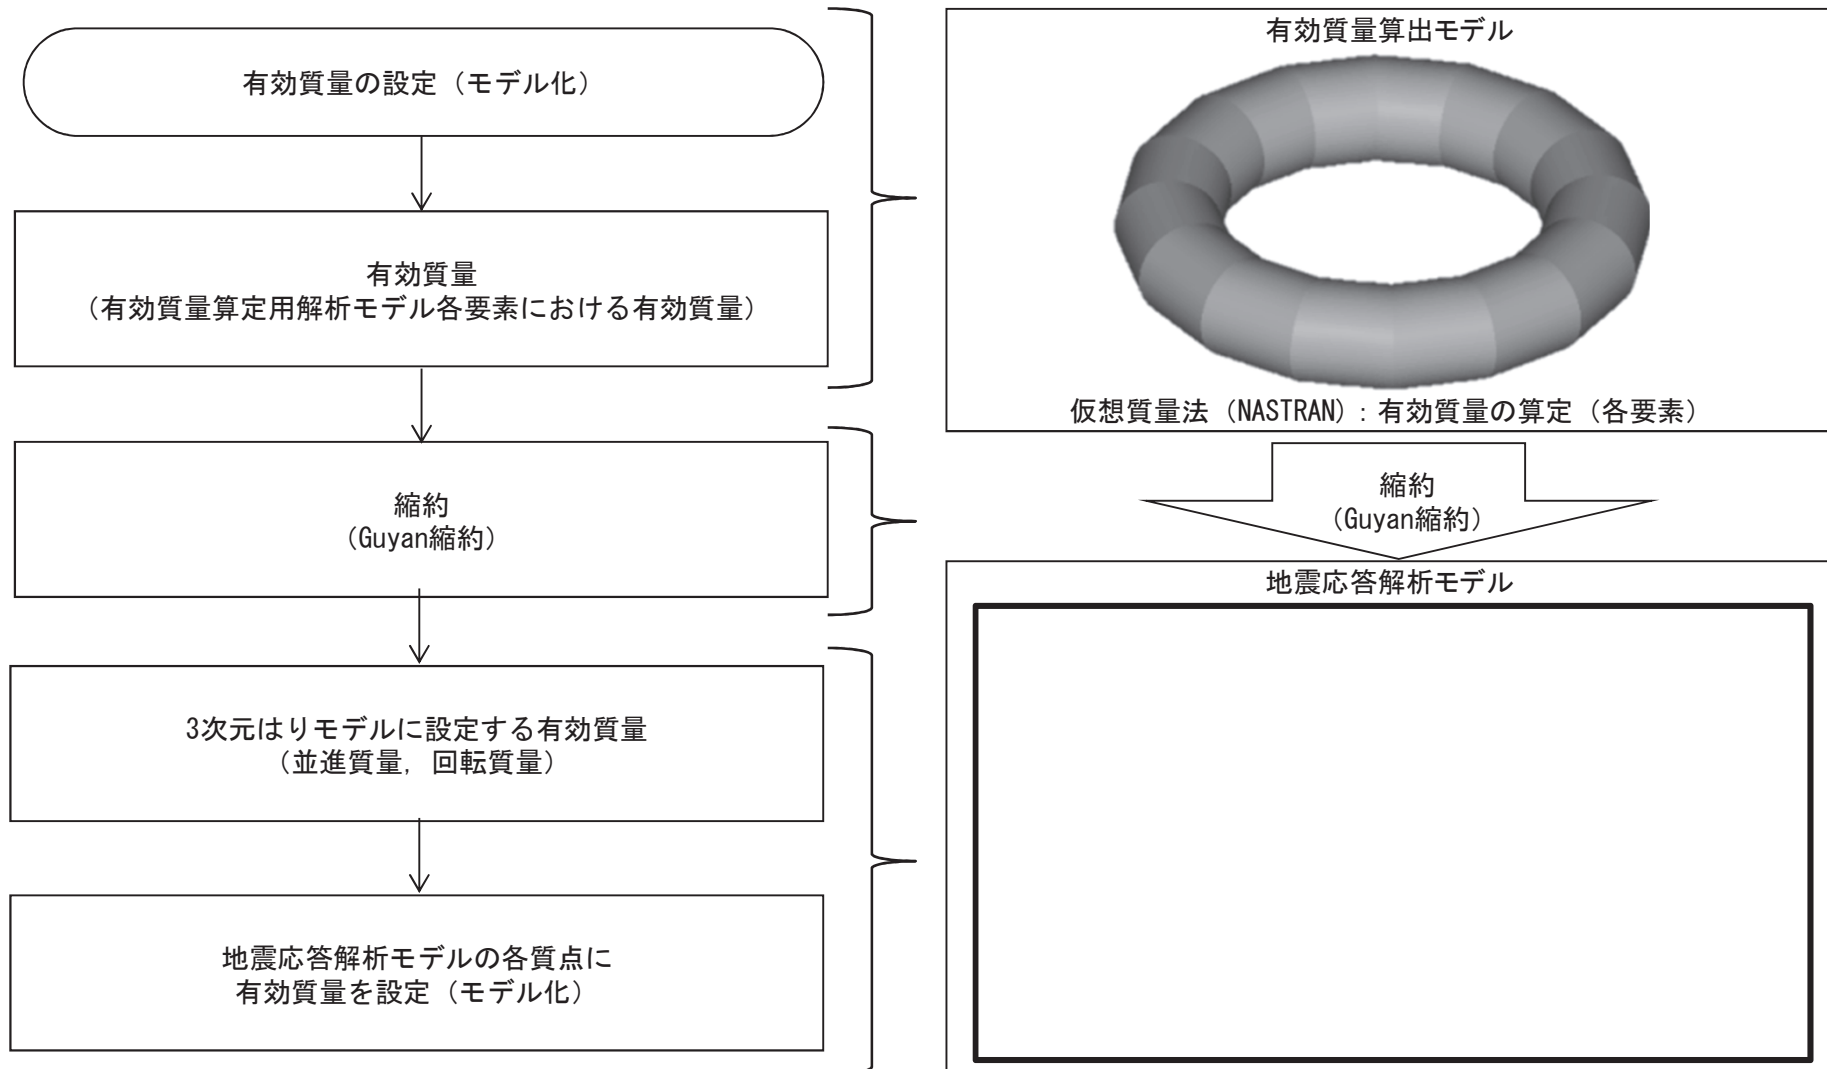 有効質量の設定（モデル化）
有効質量
（有効質量算定用解析モデル各要素における有効質量）
縮約
（Guyan縮約）
3次元はりモデルに設定する有効質量
（並進質量，回転質量）
地震応答解析モデルの各質点に
有効質量を設定（モデル化）
有効質量算出モデル
仮想質量法（NASTRAN）：有効質量の算定（各要素）
縮約
（Guyan縮約）
地震応答解析モデル